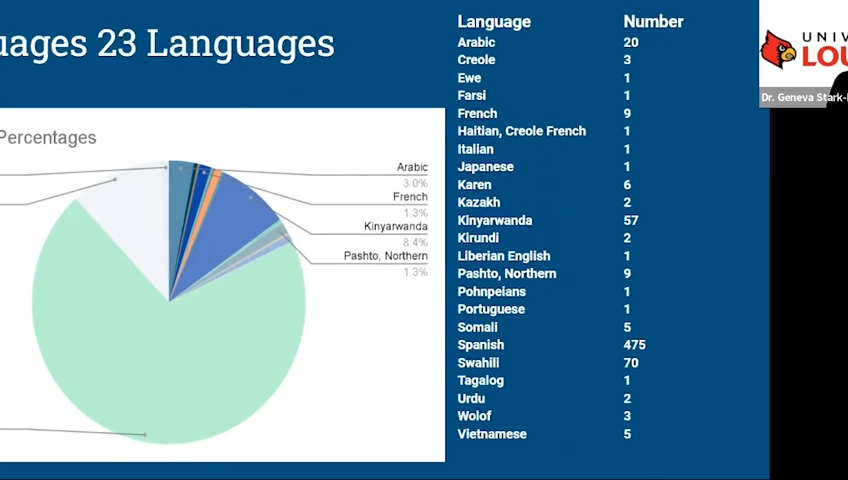 23 Languages
Percentages
Arabic
3.0%
French
1.3%
Kinyarwanda
8.4%
Pashto, Northern
1.3%
Language Number
Arabic 20
Creole 3
Ewe 1
Farsi 1
French 9
Haitian, Creole French 1
Italian 1
Japanese 1
Karen 6
Kazakh 2
Kinyarwanda 57
Kirundi 2
Liberian English 1
Pashto, Northern 9
Pohnpeians 1
Portuguese 1
Somali 5
Spanish 475
Swahili 70
Tagalog 1
Urdu 2
Wolof 3
Vietnamese 5
Dr. Geneva Stark-